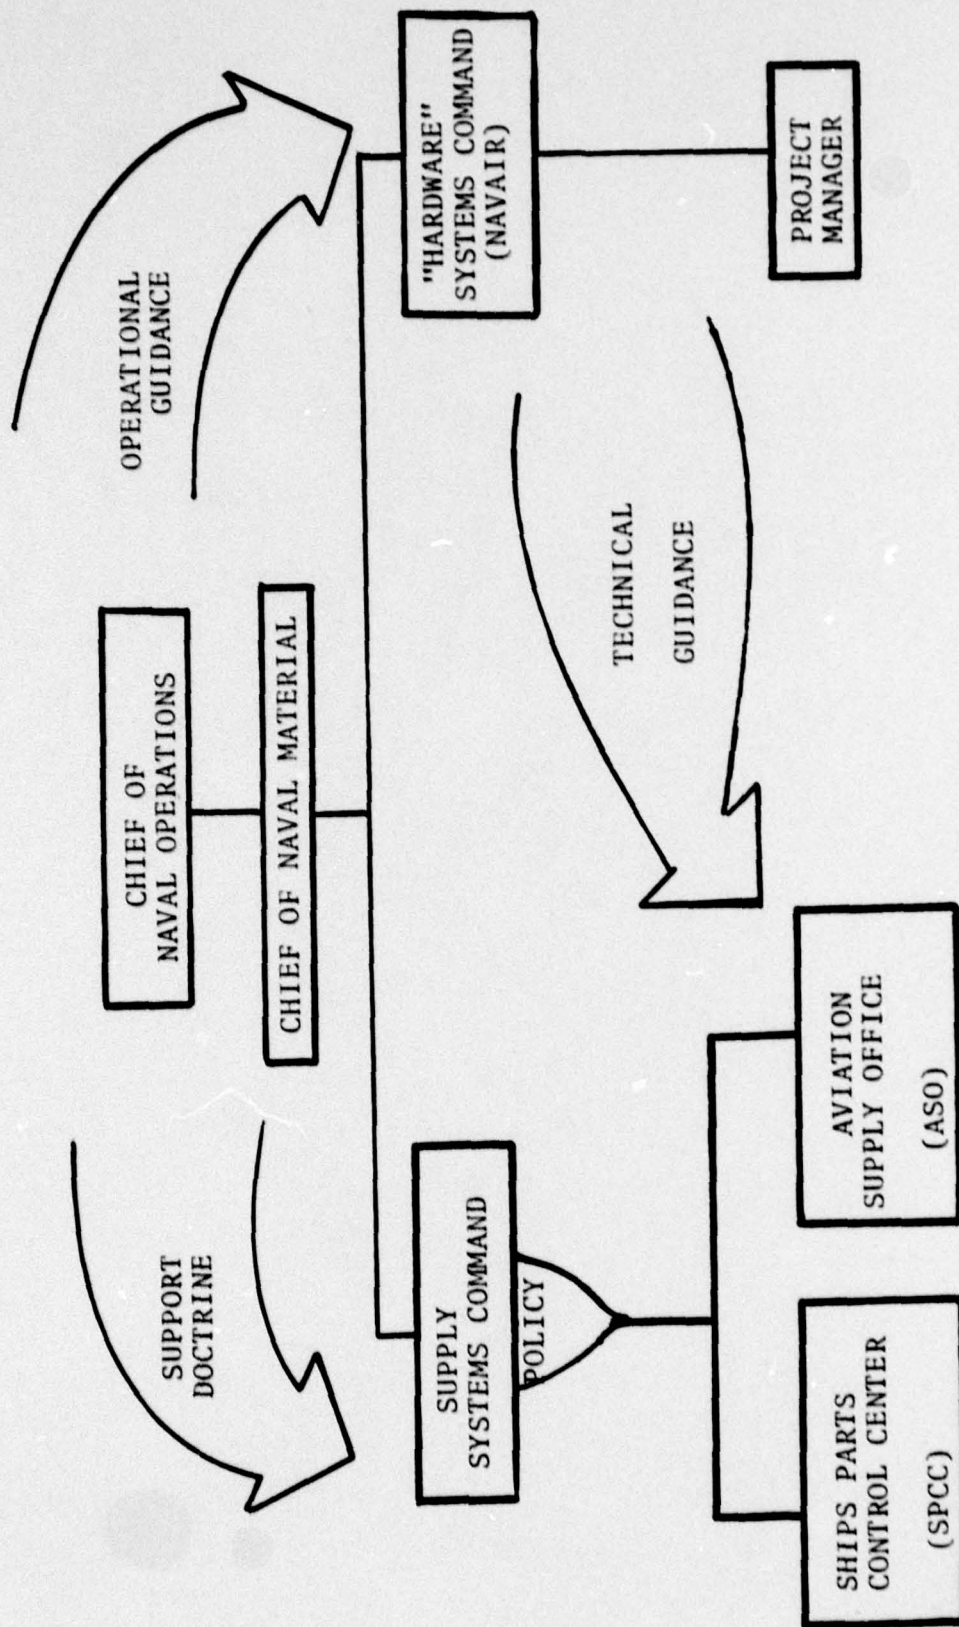 CHIEF OF
NAVAL OPERATIONS
CHIEF OF NAVAL MATERIAL
SUPPORT
DOCTRINE
OPERATIONAL
GUIDANCE
SUPPLY
SYSTEMS COMMAND
POLICY
"HARDWARE"
SYSTEMS COMMAND
(NAVAIR)
TECHNICAL
GUIDANCE
PROJECT
MANAGER
SHIPS PARTS
CONTROL CENTER
(SPCC)
AVIATION
SUPPLY OFFICE
(ASO)